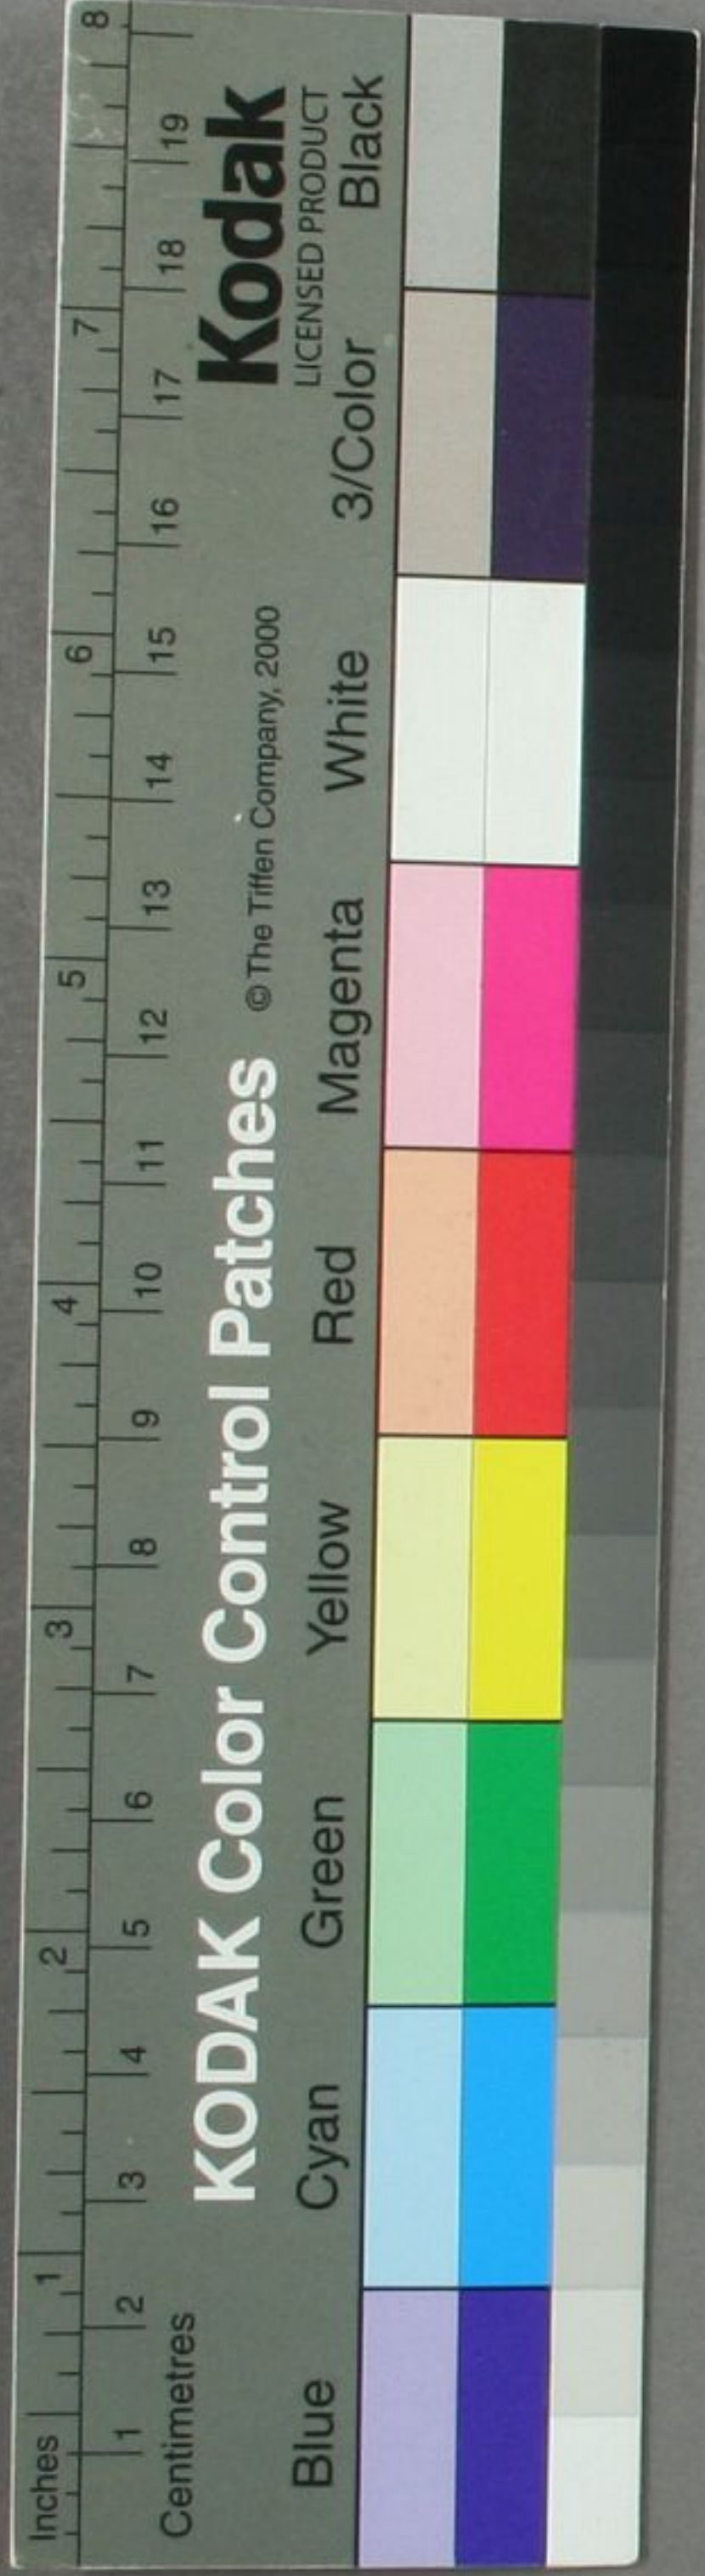 Inches 1 2 3 4 5 6 7 8
1 2 3 4 5 6 7 8 9 10 11 12 13 14 15 16 17 18 19
Centimetres
KODAK Color Control Patches © The Tiffen Company, 2000 Kodak
LICENSED PRODUCT
Blue Cyan Green Yellow Red Magenta White 3/Color Black